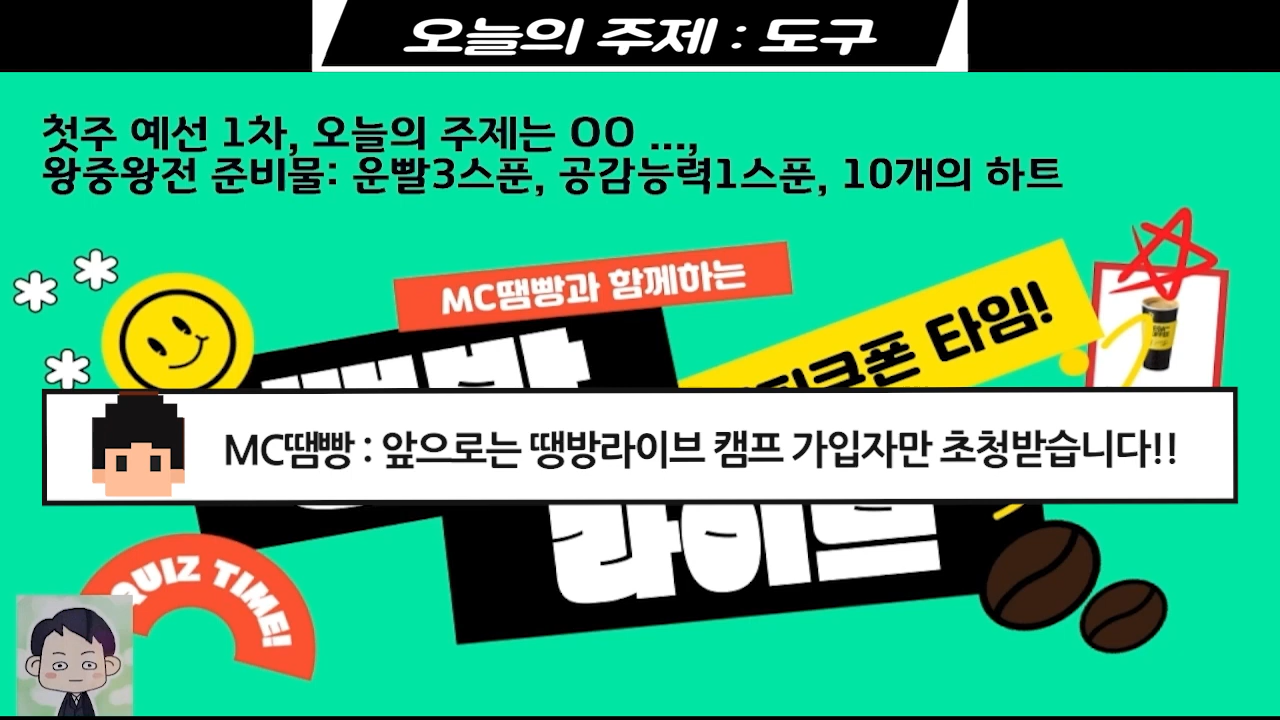 오늘의 주제 : 도구
첫주 예선 1차, 오늘의 주제는 OO ...,
왕중왕전 준비물: 운빨3스푼, 공감능력1스푼, 10개의 하트
MC땜빵과 함께하는
타임!
MC땜빵 : 앞으로는 땡방라이브 캠프 가입자만 초청받습니다!!
라이브
QUIZ TIME!